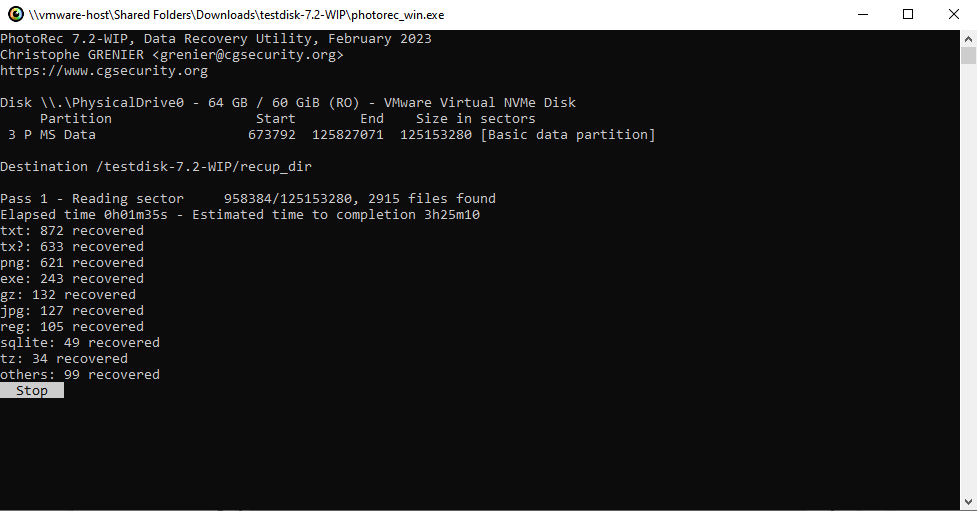 \\vmware-host\Shared Folders\Downloads\testdisk-7.2-WIP\photorec_win.exe
PhotoRec 7.2-WIP, Data Recovery Utility, February 2023
Christophe GRENIER <grenier@cgsecurity.org>
https://www.cgsecurity.org
Disk \\.\PhysicalDrive0 - 64 GB / 60 GiB (RO) - VMware Virtual NVMe Disk
Partition Start End Size in sectors
3 P MS Data 673792 125827071 125153280 [Basic data partition]
Destination /testdisk-7.2-WIP/recup_dir
Pass 1 - Reading sector 958384/125153280, 2915 files found
Elapsed time 0h01m35s - Estimated time to completion 3h25m10
txt: 872 recovered
tx?: 633 recovered
png: 621 recovered
exe: 243 recovered
gz: 132 recovered
jpg: 127 recovered
reg: 105 recovered
sqlite: 49 recovered
tz: 34 recovered
others: 99 recovered
Stop